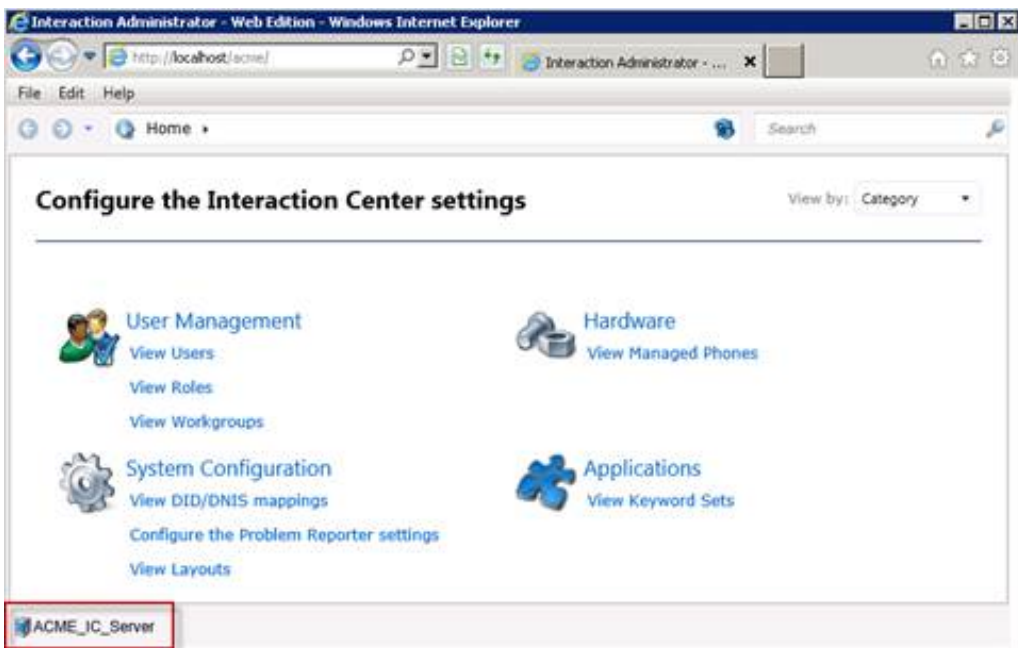 Interaction Administrator - Web Edition - Windows Internet Explorer
http://localhost/acme/
Interaction Administrator - ...
File Edit Help
Home
Search
Configure the Interaction Center settings
View by: Category
User Management
View Users
View Roles
View Workgroups
Hardware
View Managed Phones
System Configuration
View DID/DNIS mappings
Configure the Problem Reporter settings
View Layouts
Applications
View Keyword Sets
ACME_IC_Server